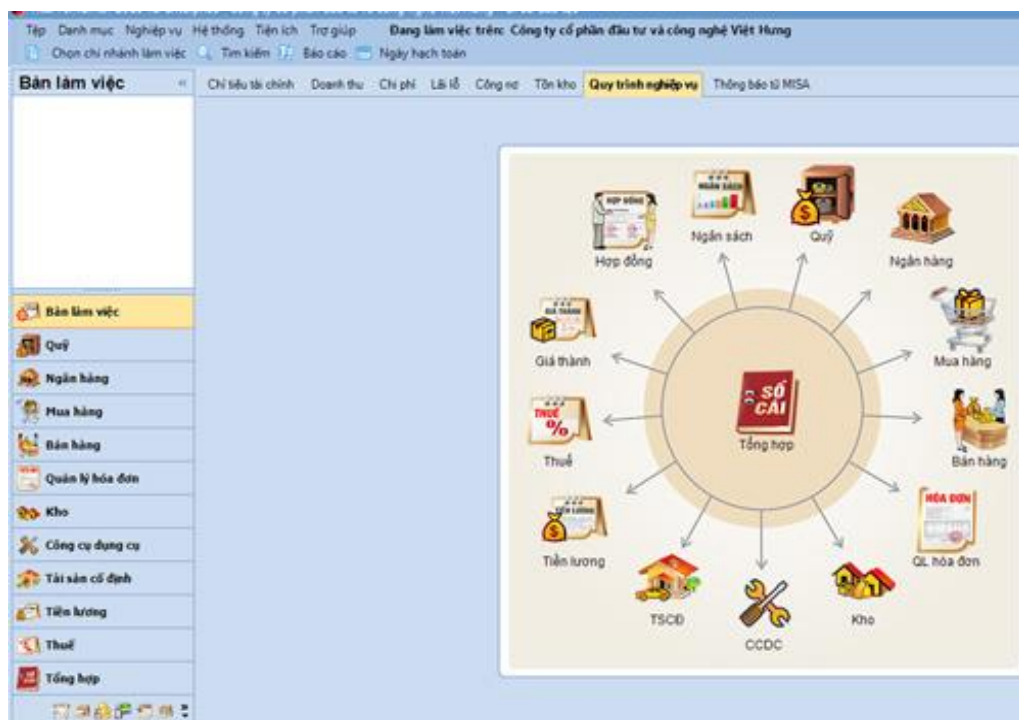 Tệp Danh mục Nghiệp vụ Hệ thống Tiện ích Trợ giúp Đang làm việc trên: Công ty cổ phần đầu tư và công nghệ Việt Hưng
Chọn chi nhánh làm việc Tìm kiếm Báo cáo Ngày hạch toán
Bàn làm việc «
Chỉ tiêu tài chính Doanh thu Chi phí Lãi lỗ Công nợ Tồn kho Quy trình nghiệp vụ Thông báo từ MISA
Bàn làm việc
Quỹ
Ngân hàng
Mua hàng
Bán hàng
Quản lý hóa đơn
Kho
Công cụ dụng cụ
Tài sản cố định
Tiền lương
Thuế
Tổng hợp
HỢP ĐỒNG
Hợp đồng
NGÂN SÁCH
Ngân sách
Quỹ
Ngân hàng
GIÁ THÀNH
Giá thành
Mua hàng
THUẾ
%
Thuế
SỔ
CÁI
Tổng hợp
Bán hàng
TIỀN LƯƠNG
Tiền lương
HÓA ĐƠN
QL hóa đơn
TSCĐ
CCDC
Kho